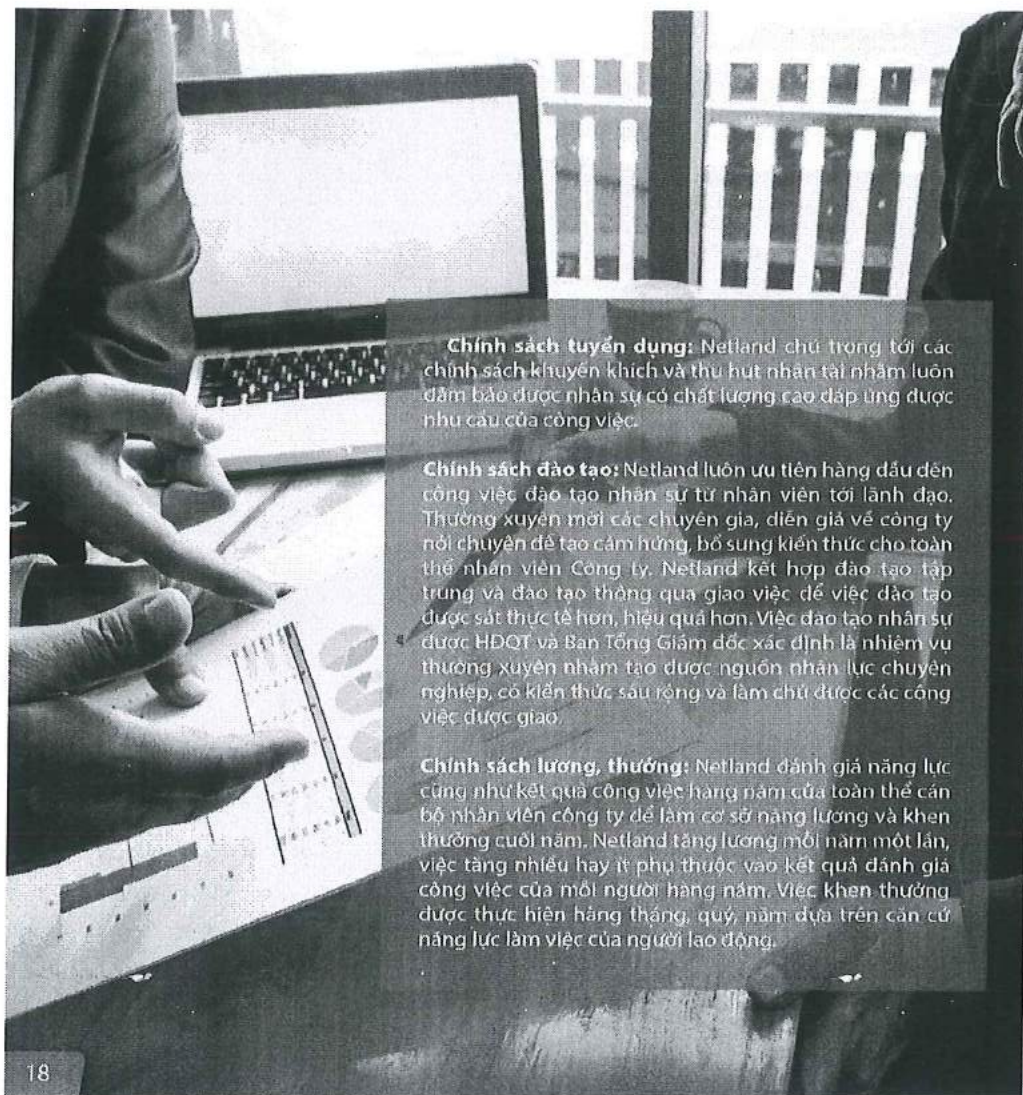 Chính sách tuyển dụng: Netland chú trọng tới các
chính sách khuyến khích và thu hút nhân tài nhằm luôn
đảm bảo được nhân sự có chất lượng cao đáp ứng được
nhu cầu của công việc.
Chính sách đào tạo: Netland luôn ưu tiên hàng đầu đến
công việc đào tạo nhân sự từ nhân viên tới lãnh đạo.
Thường xuyên mời các chuyên gia, diễn giả về công ty
nói chuyện để tạo cảm hứng, bổ sung kiến thức cho toàn
thể nhân viên Công ty. Netland kết hợp đào tạo tập
trung và đào tạo thông qua giao việc để việc đào tạo
được sát thực tế hơn, hiệu quả hơn. Việc đào tạo nhân sự
được HĐQT và Ban Tổng Giám đốc xác định là nhiệm vụ
thường xuyên nhằm tạo được nguồn nhân lực chuyên
nghiệp, có kiến thức sâu rộng và làm chủ được các công
việc được giao.
Chính sách lương, thưởng: Netland đánh giá năng lực
cũng như kết quả công việc hàng năm của toàn thể cán
bộ nhân viên công ty để làm cơ sở nâng lương và khen
thưởng cuối năm. Netland tăng lương mỗi năm một lần,
việc tăng nhiều hay ít phụ thuộc vào kết quả đánh giá
công việc của mỗi người hàng năm. Việc khen thưởng
được thực hiện hàng tháng, quý, năm dựa trên căn cứ
năng lực làm việc của người lao động.
18